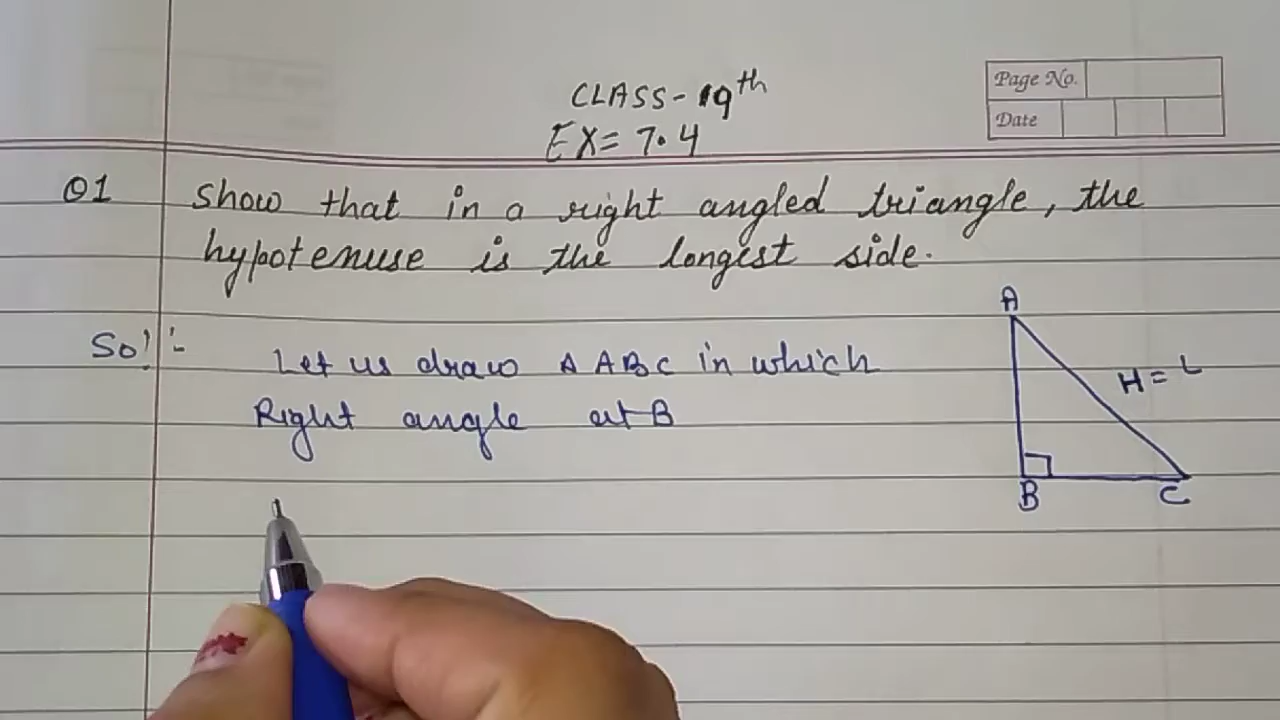 CLASS - 9th
EX = 7.4
Page No.
Date
Q1 Show that in a right angled triangle, the
hypotenuse is the longest side.
Sol:- Let us draw Δ ABC in which
Right angle at B
A
H = L
B
C